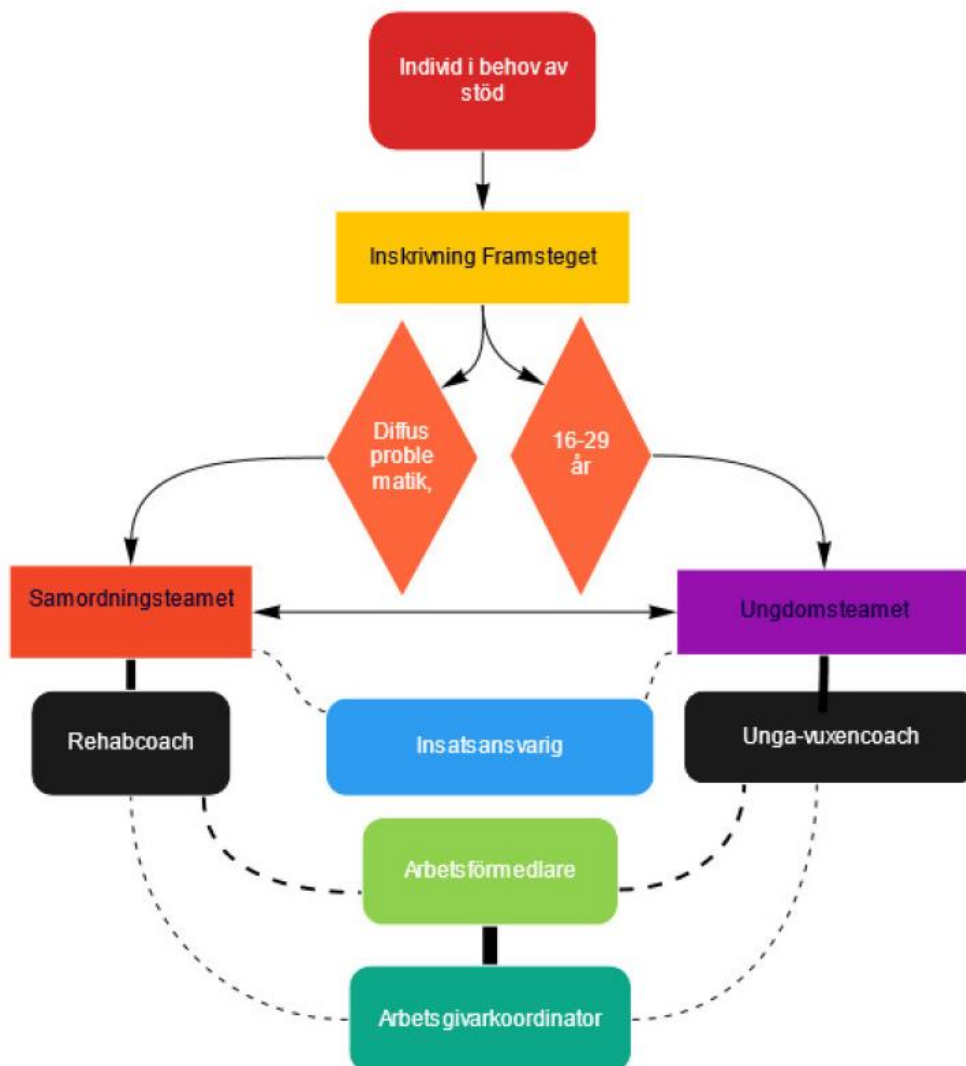 Individ i behov av
stöd
Inskrivning Framsteget
Diffus
proble
matik,
16-29
år
Samordningsteamet
Ungdomsteamet
Rehabcoach
Insatsansvarig
Unga-vuxencoach
Arbetsförmedlare
Arbetsgivarkoordinator